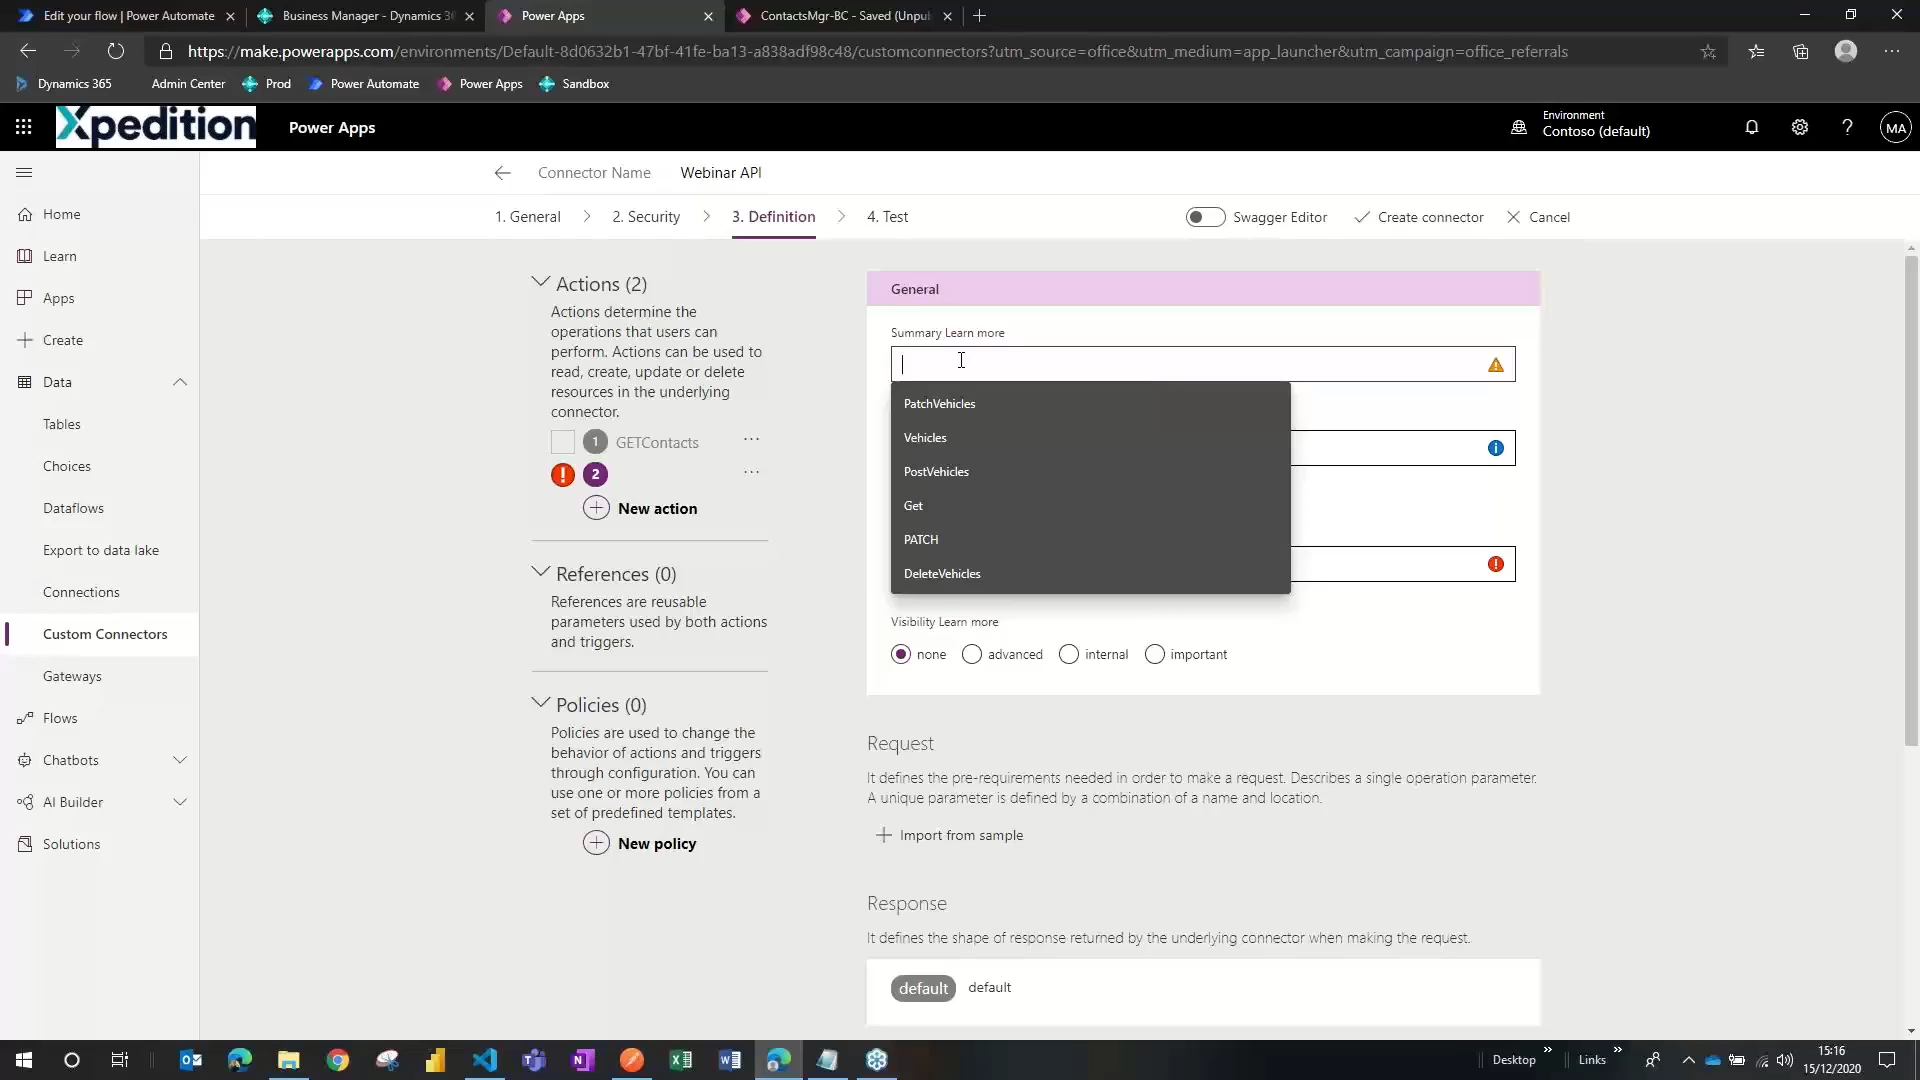 Edit your flow | Power Automate
Business Manager - Dynamics 36
Power Apps
ContactsMgr-BC - Saved (Unpu
https://make.powerapps.com/environments/Default-8d0632b1-47bf-41fe-ba13-a838adf98c48/customconnectors?utm_source=office&utm_medium=app_launcher&utm_campaign=office_referrals
Dynamics 365
Admin Center
Prod
Power Automate
Power Apps
Sandbox
Xpedition
Power Apps
Environment
Contoso (default)
?
MA
Connector Name
Webinar API
1. General
2. Security
3. Definition
4. Test
Swagger Editor
Create connector
Cancel
Home
Learn
Apps
Create
Data
Tables
Choices
Dataflows
Export to data lake
Connections
Custom Connectors
Gateways
Flows
Chatbots
AI Builder
Solutions
Actions (2)
Actions determine the
operations that users can
perform. Actions can be used to
read, create, update or delete
resources in the underlying
connector.
1 GETContacts ...
! 2 ...
New action
References (0)
References are reusable
parameters used by both actions
and triggers.
Policies (0)
Policies are used to change the
behavior of actions and triggers
through configuration. You can
use one or more policies from a
set of predefined templates.
New policy
General
Summary Learn more
PatchVehicles
Vehicles
PostVehicles
Get
PATCH
DeleteVehicles
Visibility Learn more
none
advanced
internal
important
Request
It defines the pre-requirements needed in order to make a request. Describes a single operation parameter.
A unique parameter is defined by a combination of a name and location.
Import from sample
Response
It defines the shape of response returned by the underlying connector when making the request.
default default
Desktop
Links
15:16
15/12/2020